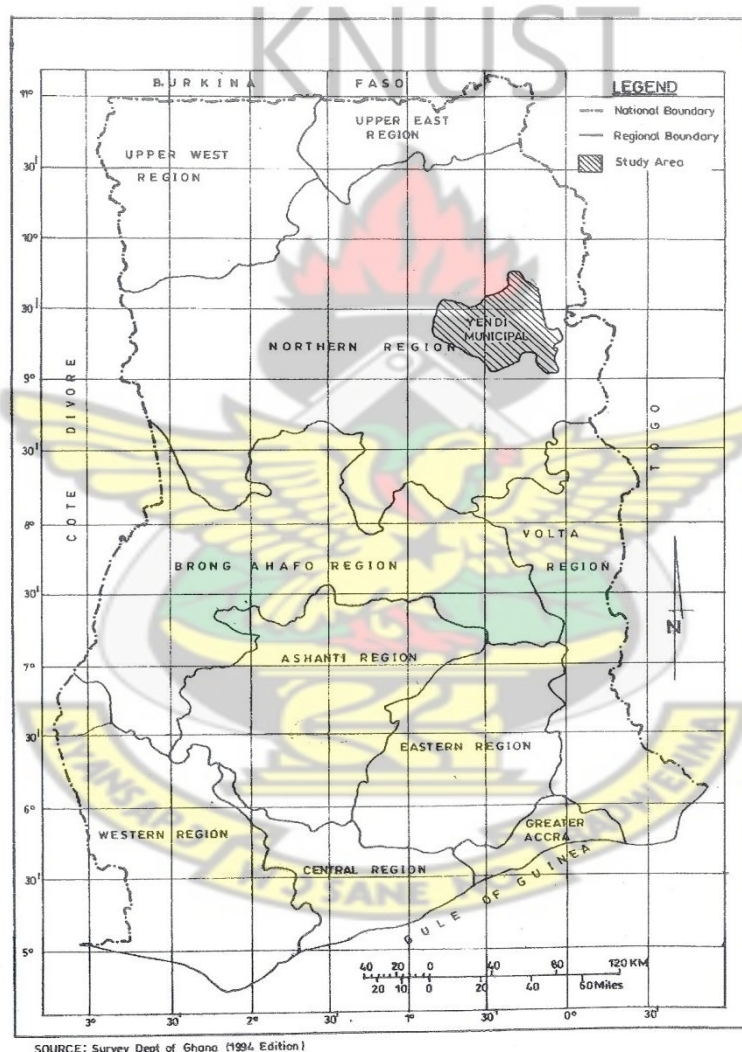 KNUST
BURKINA FASO
LEGEND
National Boundary
Regional Boundary
Study Area
UPPER EAST
REGION
UPPER WEST
REGION
YENDI
MUNICIPAL
NORTHERN REGION
COTE DIVORE
TOGO
VOLTA
REGION
BRONG AHAFO REGION
N
ASHANTI REGION
EASTERN REGION
WESTERN REGION
GREATER
ACCRA
CENTRAL REGION
GULF OF GUINEA
11°
30'
10°
30'
9°
30'
8°
30'
7°
30'
6°
30'
5°
40 20 0 40 80 120 KM
20 10 0 20 40 60 Miles
3° 30' 2° 30' 1° 30' 0° 30'
SOURCE: Survey Dept of Ghana (1994 Edition)